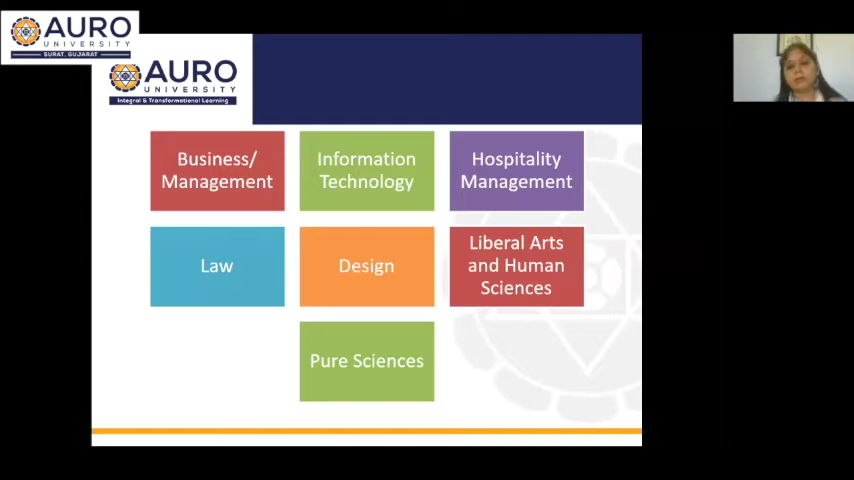 AURO
UNIVERSITY
SURAT, GUJARAT
AURO
UNIVERSITY
Integral & Transformational Learning
Business/
Management
Information
Technology
Hospitality
Management
Law
Design
Liberal Arts
and Human
Sciences
Pure Sciences